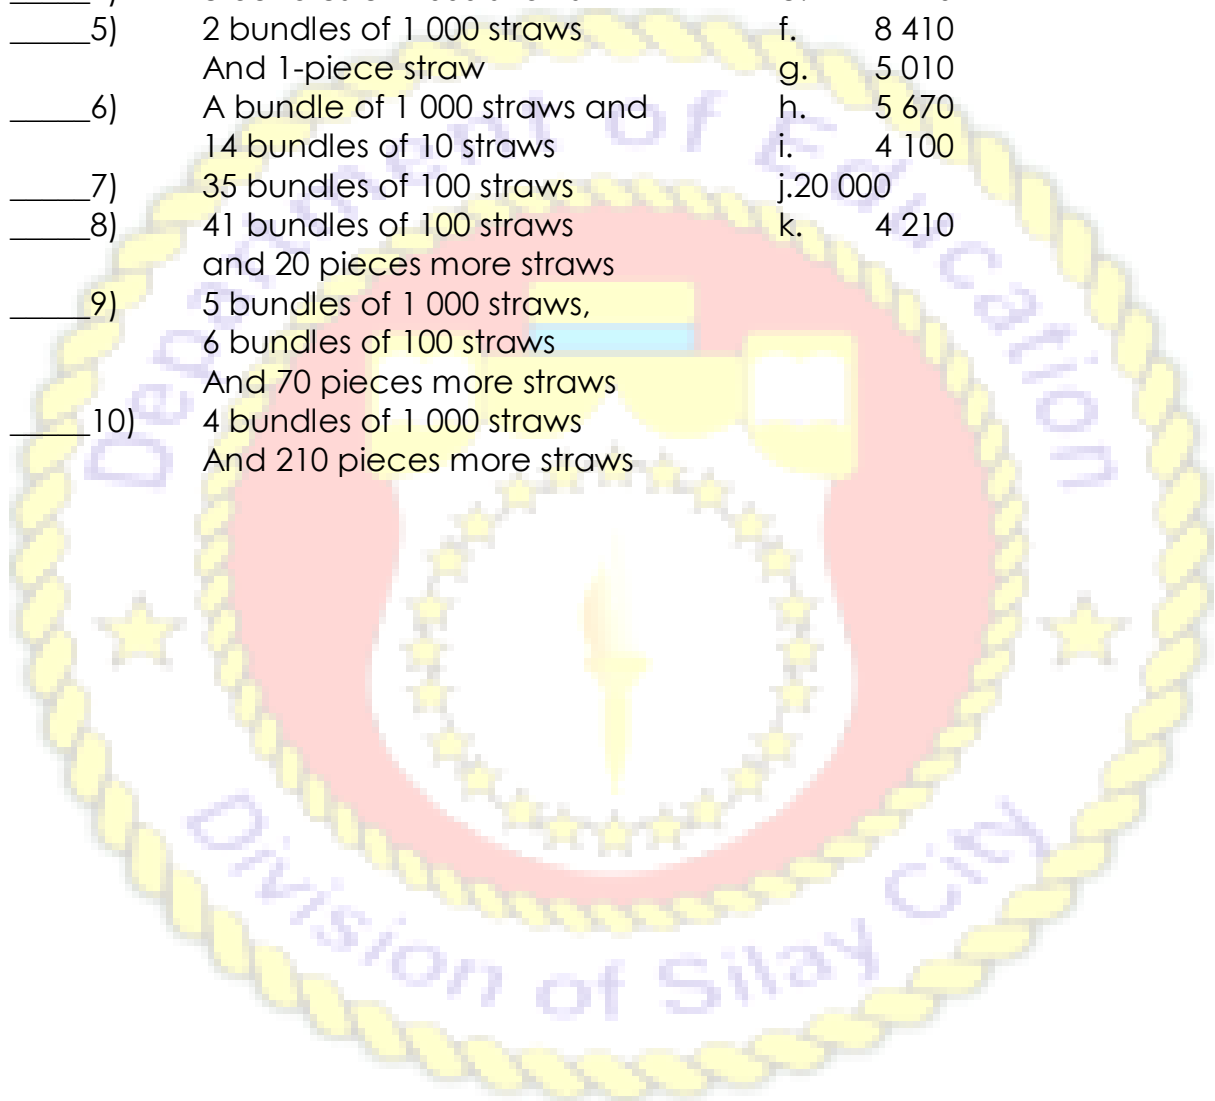 _____5) 2 bundles of 1 000 straws f. 8 410
And 1-piece straw g. 5 010
_____6) A bundle of 1 000 straws and h. 5 670
14 bundles of 10 straws i. 4 100
_____7) 35 bundles of 100 straws j.20 000
_____8) 41 bundles of 100 straws k. 4 210
and 20 pieces more straws
_____9) 5 bundles of 1 000 straws,
6 bundles of 100 straws
And 70 pieces more straws
_____10) 4 bundles of 1 000 straws
And 210 pieces more straws
Department of Education
Division of Silay City